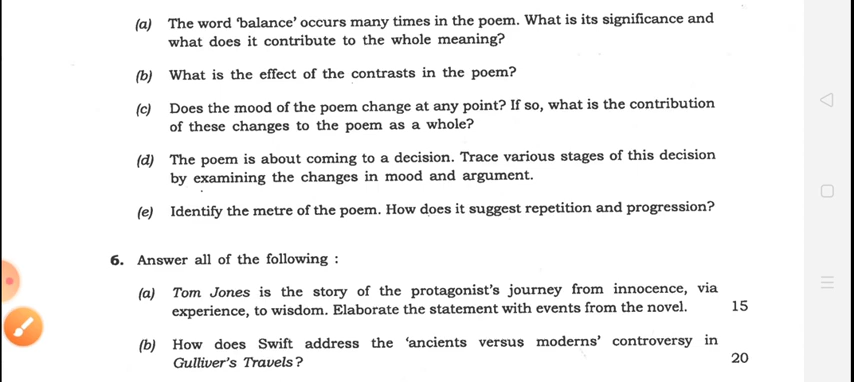 (a) The word ‘balance’ occurs many times in the poem. What is its significance and
what does it contribute to the whole meaning?
(b) What is the effect of the contrasts in the poem?
(c) Does the mood of the poem change at any point? If so, what is the contribution
of these changes to the poem as a whole?
(d) The poem is about coming to a decision. Trace various stages of this decision
by examining the changes in mood and argument.
(e) Identify the metre of the poem. How does it suggest repetition and progression?
6. Answer all of the following :
(a) Tom Jones is the story of the protagonist’s journey from innocence, via
experience, to wisdom. Elaborate the statement with events from the novel. 15
(b) How does Swift address the ‘ancients versus moderns’ controversy in
Gulliver’s Travels? 20